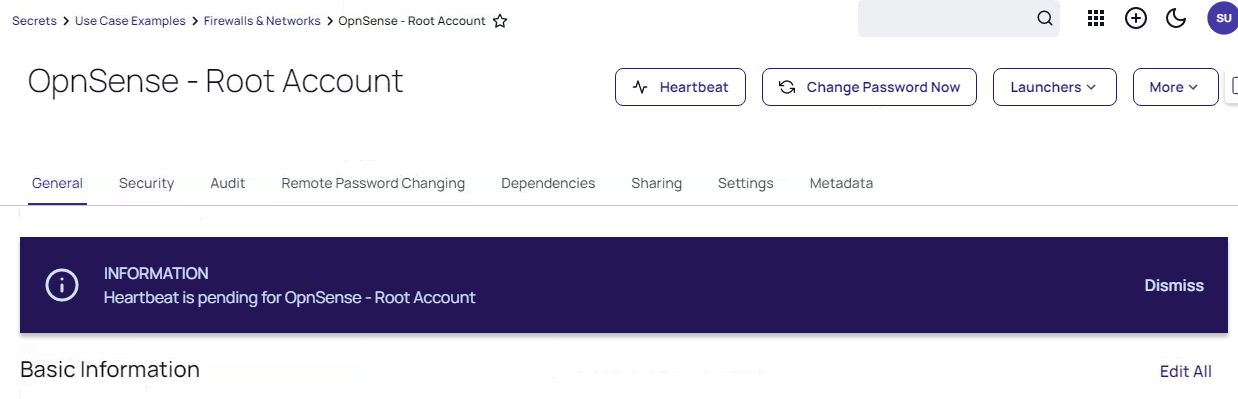 Secrets > Use Case Examples > Firewalls & Networks > OpnSense - Root Account
SU
OpnSense - Root Account
Heartbeat Change Password Now Launchers More
General Security Audit Remote Password Changing Dependencies Sharing Settings Metadata
INFORMATION
Heartbeat is pending for OpnSense - Root Account
Dismiss
Basic Information
Edit All